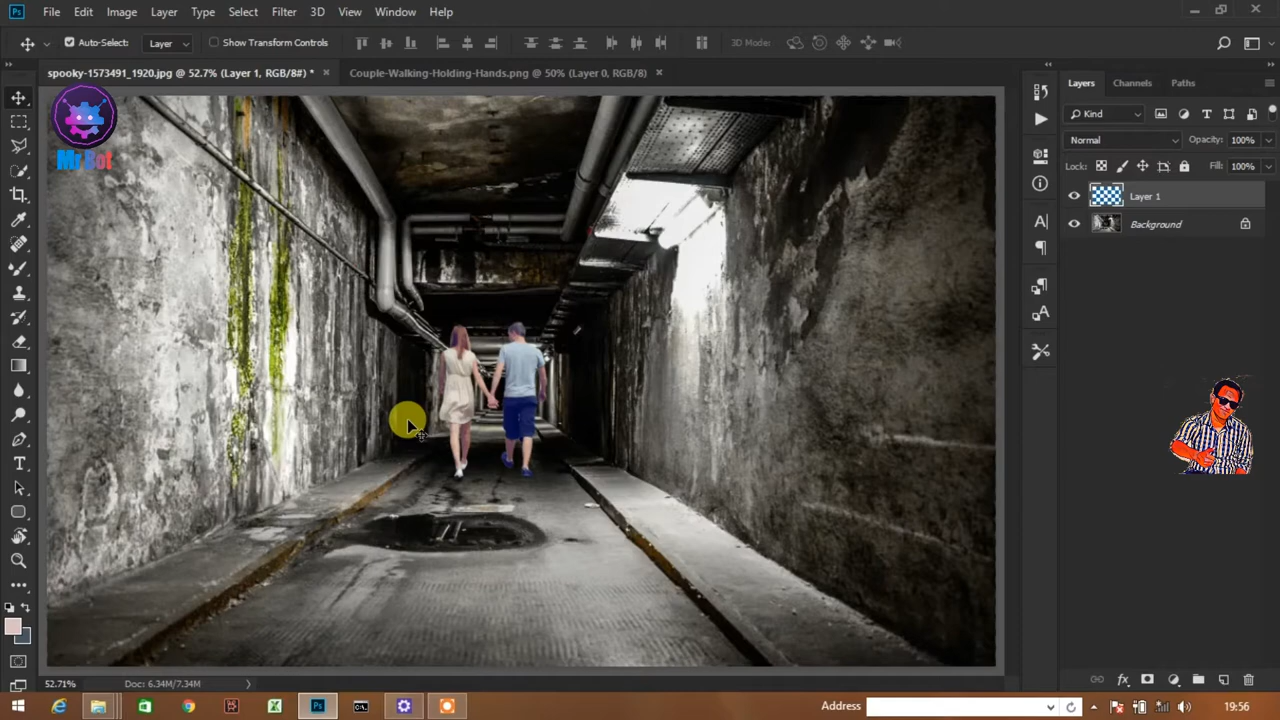 Ps File Edit Image Layer Type Select Filter 3D View Window Help
Auto-Select: Layer Show Transform Controls 3D Mode:
spooky-1573491_1920.jpg @ 52.7% (Layer 1, RGB/8#) * Couple-Walking-Holding-Hands.png @ 50% (Layer 0, RGB/8)
Mr Bot
Layers Channels Paths
Kind
Normal Opacity: 100%
Lock: Fill: 100%
Layer 1
Background
52.71% Doc: 6.34M/7.34M
Address 19:56